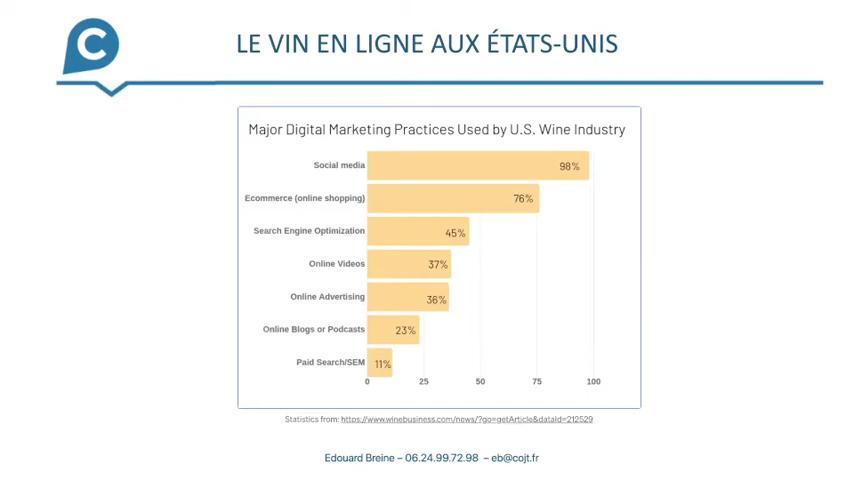 C
LE VIN EN LIGNE AUX ÉTATS-UNIS
Major Digital Marketing Practices Used by U.S. Wine Industry
Social media 98%
Ecommerce (online shopping) 76%
Search Engine Optimization 45%
Online Videos 37%
Online Advertising 36%
Online Blogs or Podcasts 23%
Paid Search/SEM 11%
0 25 50 75 100
Statistics from: https://www.winebusiness.com/news/?go=getArticle&dataId=212529
Edouard Breine – 06.24.99.72.98 – eb@cojt.fr